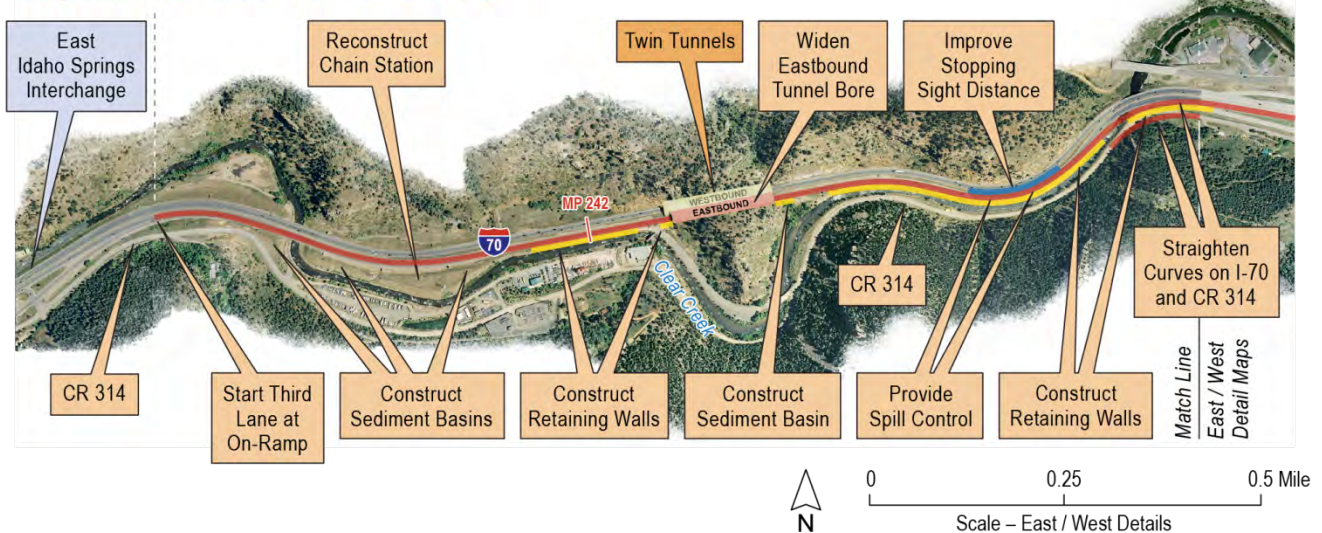 East
Idaho Springs
Interchange
Reconstruct
Chain Station
Twin Tunnels
Widen
Eastbound
Tunnel Bore
Improve
Stopping
Sight Distance
WESTBOUND
EASTBOUND
MP 242
70
Clear Creek
CR 314
Straighten
Curves on I-70
and CR 314
CR 314
Start Third
Lane at
On-Ramp
Construct
Sediment Basins
Construct
Retaining Walls
Construct
Sediment Basin
Provide
Spill Control
Construct
Retaining Walls
Match Line
East / West
Detail Maps
N
0 0.25 0.5 Mile
Scale – East / West Details